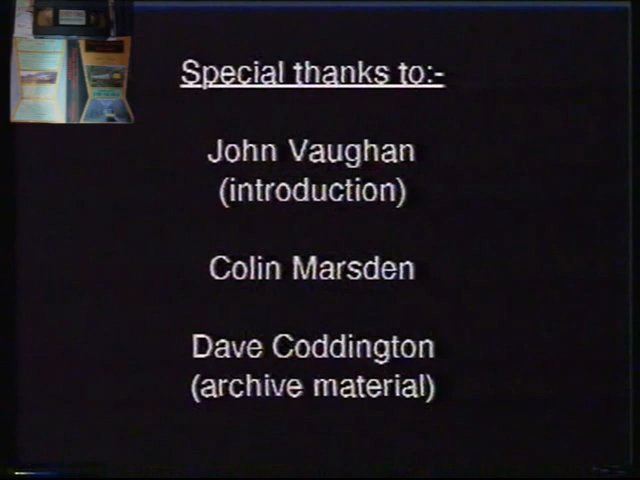 Special thanks to:-
John Vaughan
(introduction)
Colin Marsden
Dave Coddington
(archive material)